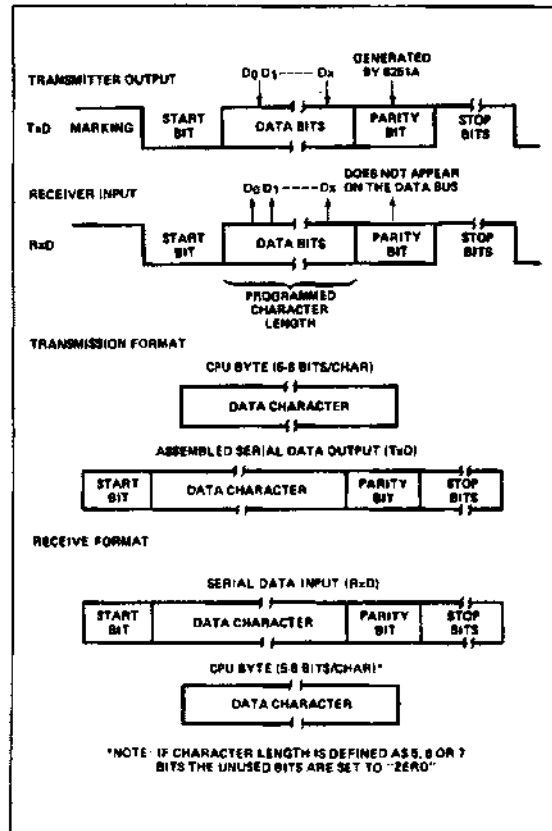 GENERATED
BY 8251A
TRANSMITTER OUTPUT
D0 D1 ----- Dx
TxD MARKING START BIT DATA BITS PARITY BIT STOP BITS
DOES NOT APPEAR
ON THE DATA BUS
RECEIVER INPUT
D0 D1 ----- Dx
RxD START BIT DATA BITS PARITY BIT STOP BITS
PROGRAMMED
CHARACTER
LENGTH
TRANSMISSION FORMAT
CPU BYTE (5-8 BITS/CHAR)
DATA CHARACTER
ASSEMBLED SERIAL DATA OUTPUT (TxD)
START BIT DATA CHARACTER PARITY BIT STOP BITS
RECEIVE FORMAT
SERIAL DATA INPUT (RxD)
START BIT DATA CHARACTER PARITY BIT STOP BITS
CPU BYTE (5-8 BITS/CHAR)*
DATA CHARACTER
*NOTE: IF CHARACTER LENGTH IS DEFINED AS 5, 6 OR 7
BITS THE UNUSED BITS ARE SET TO "ZERO"